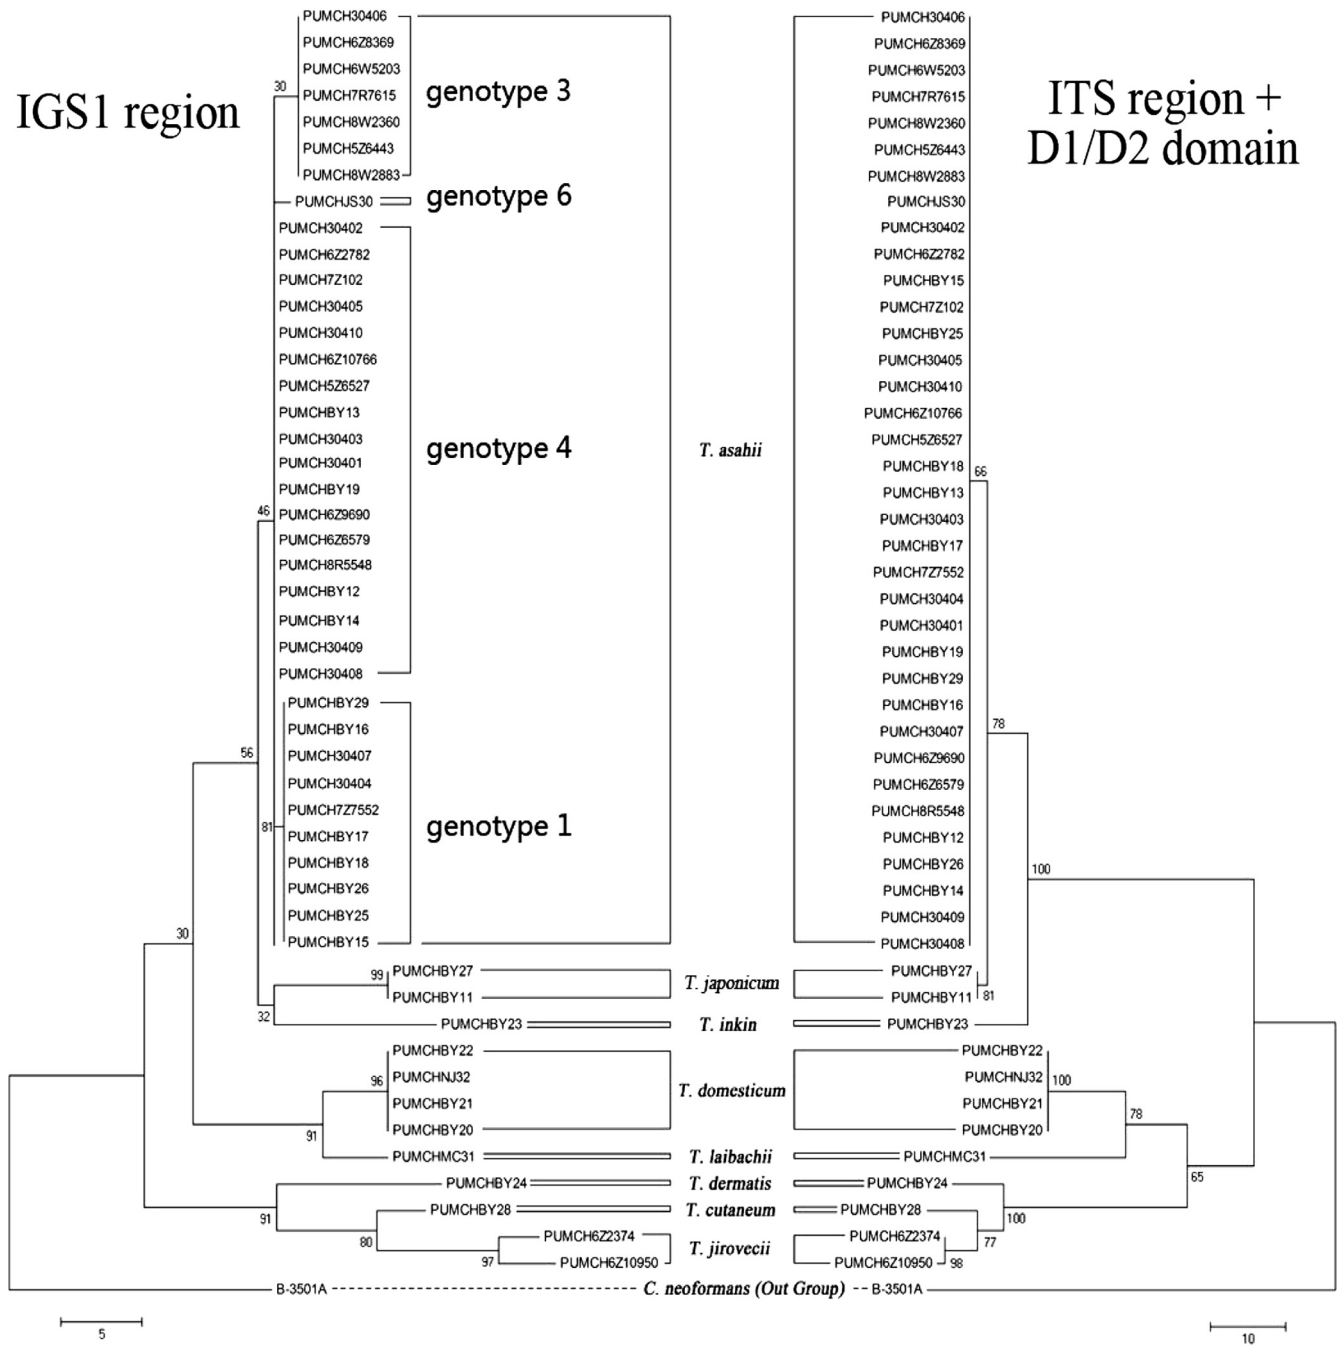 IGS1 region
30
PUMCH30406
PUMCH6Z8369
PUMCH6W5203
PUMCH7R7615
PUMCH8W2360
PUMCH5Z6443
PUMCH8W2883
genotype 3
PUMCHJS30
genotype 6
PUMCH30402
PUMCH6Z2782
PUMCH7Z102
PUMCH30405
PUMCH30410
PUMCH6Z10766
PUMCH5Z6527
PUMCHBY13
PUMCH30403
PUMCH30401
PUMCHBY19
PUMCH6Z9690
PUMCH6Z6579
PUMCH8R5548
PUMCHBY12
PUMCHBY14
PUMCH30409
PUMCH30408
genotype 4
46
56
PUMCHBY29
PUMCHBY16
PUMCH30407
PUMCH30404
PUMCH7Z7552
PUMCHBY17
PUMCHBY18
PUMCHBY26
PUMCHBY25
PUMCHBY15
genotype 1
81
30
99
PUMCHBY27
PUMCHBY11
32
PUMCHBY23
96
PUMCHBY22
PUMCHNJ32
PUMCHBY21
PUMCHBY20
91
PUMCHMC31
PUMCHBY24
91
PUMCHBY28
80
PUMCH6Z2374
97
PUMCH6Z10950
B-3501A
5
T. asahii
T. japonicum
T. inkin
T. domesticum
T. laibachii
T. dermatis
T. cutaneum
T. jirovecii
C. neoformans (Out Group)
ITS region +
D1/D2 domain
PUMCH30406
PUMCH6Z8369
PUMCH6W5203
PUMCH7R7615
PUMCH8W2360
PUMCH5Z6443
PUMCH8W2883
PUMCHJS30
PUMCH30402
PUMCH6Z2782
PUMCHBY15
PUMCH7Z102
PUMCHBY25
PUMCH30405
PUMCH30410
PUMCH6Z10766
PUMCH5Z6527
PUMCHBY18
PUMCHBY13
PUMCH30403
PUMCHBY17
PUMCH7Z7552
PUMCH30404
PUMCH30401
PUMCHBY19
PUMCHBY29
PUMCHBY16
PUMCH30407
PUMCH6Z9690
PUMCH6Z6579
PUMCH8R5548
PUMCHBY12
PUMCHBY26
PUMCHBY14
PUMCH30409
PUMCH30408
66
78
100
PUMCHBY27
PUMCHBY11
81
PUMCHBY23
PUMCHBY22
PUMCHNJ32
PUMCHBY21
PUMCHBY20
100
78
PUMCHMC31
65
PUMCHBY24
100
PUMCHBY28
77
PUMCH6Z2374
PUMCH6Z10950
98
B-3501A
10